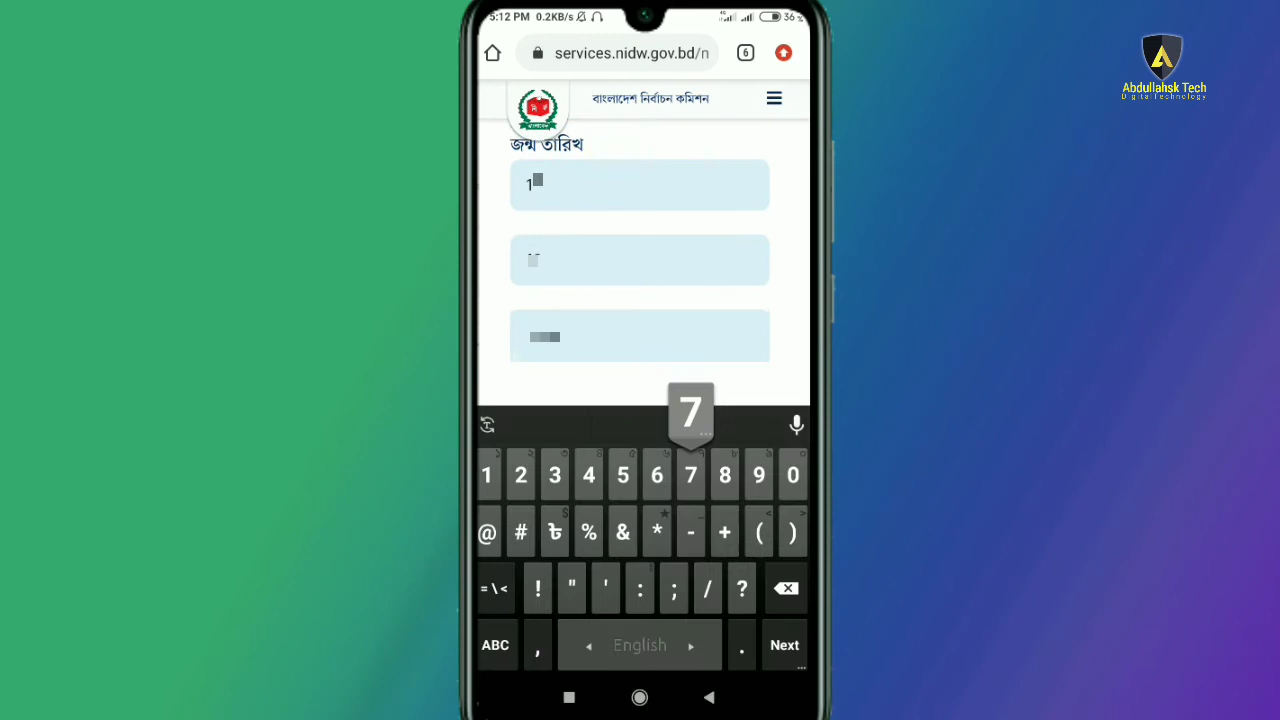 5:12 PM 0.2KB/s 4G 36 %
services.nidw.gov.bd/n 6
বাংলাদেশ নির্বাচন কমিশন
Abdullahsk Tech
Digital Technology
জন্ম তারিখ
1
7
1 2 3 4 5 6 7 8 9 0
@ # ৳ % & * - + ( )
= \ < ! " ' : ; / ?
ABC , English . Next